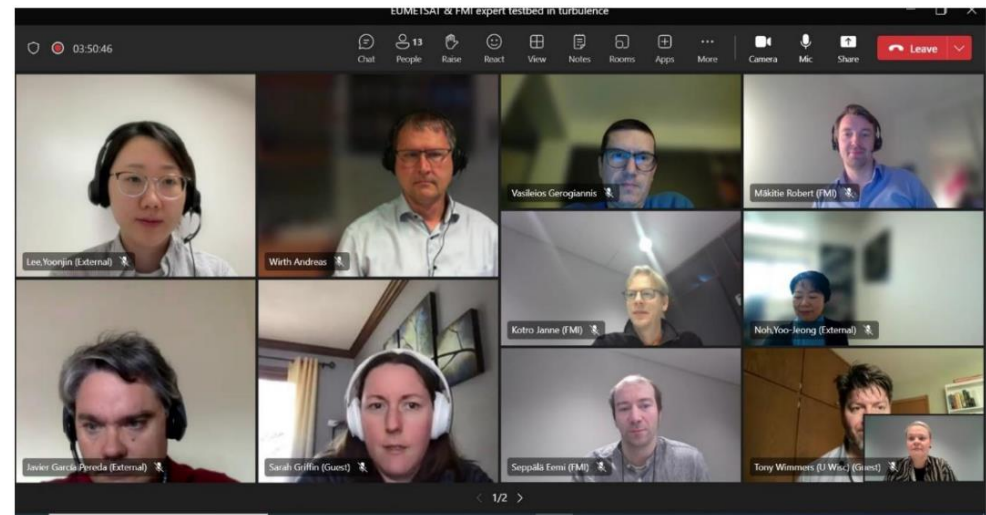 EUMETSAT & FMI expert testbed in turbulence
03:50:46
Chat
13
People
Raise
React
View
Notes
Rooms
Apps
More
Camera
Mic
Share
Leave
Lee,Yoonjin (External)
Wirth Andreas
Vasileios Gerogiannis
Mäkitie Robert (FMI)
Kotro Janne (FMI)
Noh,Yoo-Jeong (External)
Javier García Pereda (External)
Sarah Griffin (Guest)
Seppälä Eemi (FMI)
Tony Wimmers (U Wisc) (Guest)
1/2